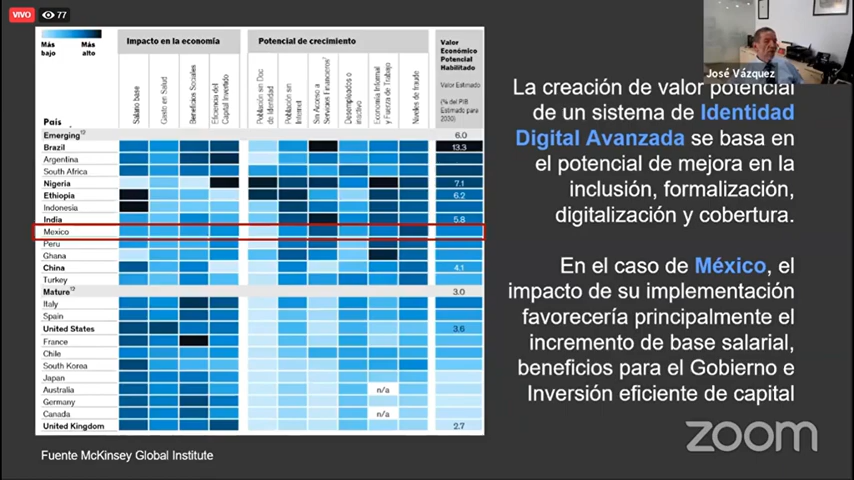 VIVO
77
José Vázquez
Más bajo
Más alto
Impacto en la economía
Potencial de crecimiento
Valor Económico Potencial Habilitado
Valor Estimado
(% del PIB Estimado para 2030)
País
Salario base
Gasto en Salud
Beneficios Sociales
Eficiencia del Capital Invertido
Población sin Doc de Identidad
Población sin Internet
Sin Acceso a Servicios Financieros
Desempleados o inactivo
Economía Informal y Fuerza de Trabajo
Niveles de fraude
Emerging 6.0
Brazil 13.3
Argentina
South Africa
Nigeria 7.1
Ethiopia 6.2
Indonesia
India 5.8
Mexico
Peru
Ghana
China 4.1
Turkey
Mature 3.0
Italy
Spain
United States 3.6
France
Chile
South Korea
Japan
Australia n/a
Germany
Canada n/a
United Kingdom 2.7
Fuente McKinsey Global Institute
La creación de valor potencial
de un sistema de Identidad
Digital Avanzada se basa en
el potencial de mejora en la
inclusión, formalización,
digitalización y cobertura.
En el caso de México, el
impacto de su implementación
favorecería principalmente el
incremento de base salarial,
beneficios para el Gobierno e
Inversión eficiente de capital
zoom